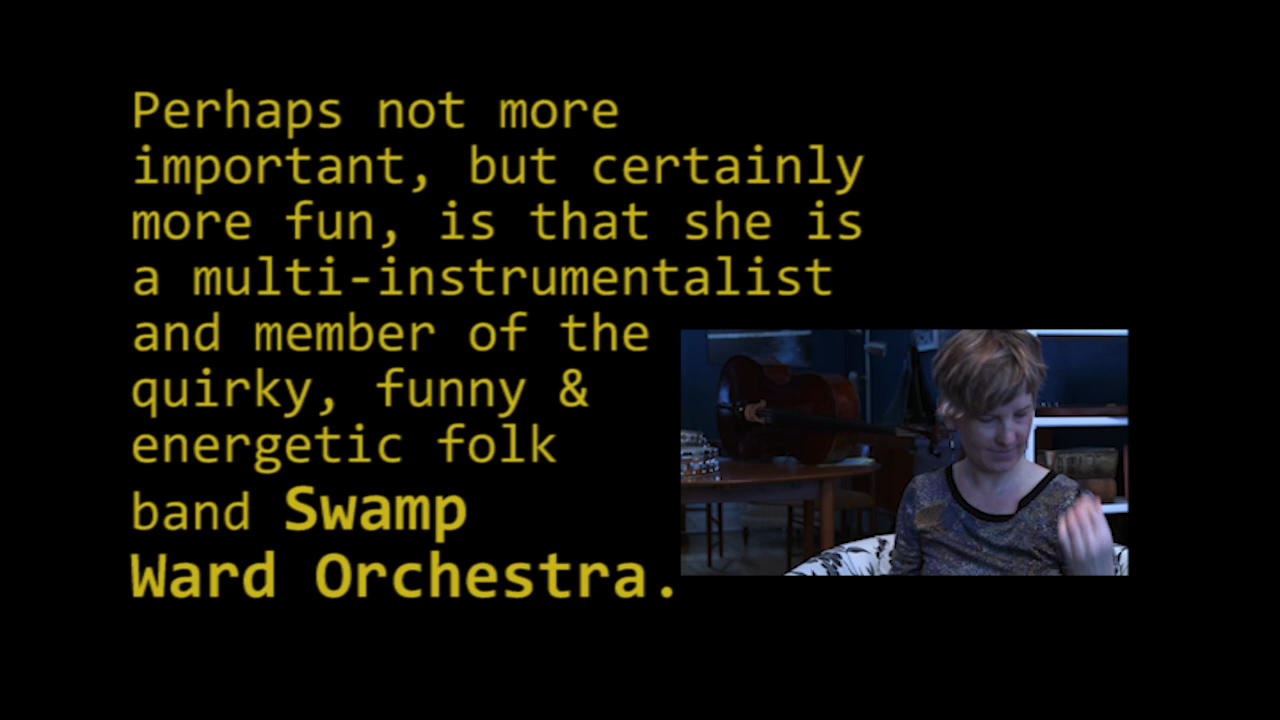 Perhaps not more
important, but certainly
more fun, is that she is
a multi-instrumentalist
and member of the
quirky, funny &
energetic folk
band Swamp
Ward Orchestra.